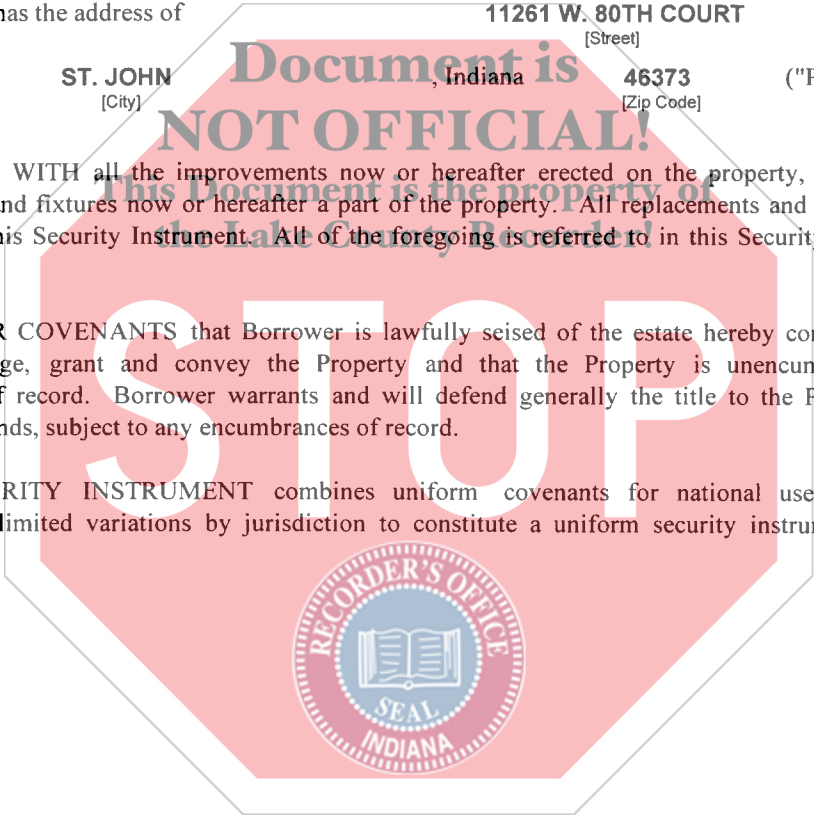 has the address of 11261 W. 80TH COURT
[Street]
ST. JOHN , Indiana 46373 ("P
[City] [Zip Code]
Document is
NOT OFFICIAL!
This Document is the property of
the Lake County Recorder!
WITH all the improvements now or hereafter erected on the property,
nd fixtures now or hereafter a part of the property. All replacements and
his Security Instrument. All of the foregoing is referred to in this Security
R COVENANTS that Borrower is lawfully seised of the estate hereby con
ge, grant and convey the Property and that the Property is unencum
f record. Borrower warrants and will defend generally the title to the P
nds, subject to any encumbrances of record.
STOP
RITY INSTRUMENT combines uniform covenants for national use
limited variations by jurisdiction to constitute a uniform security instru
RECORDER'S OFFICE
SEAL
INDIANA